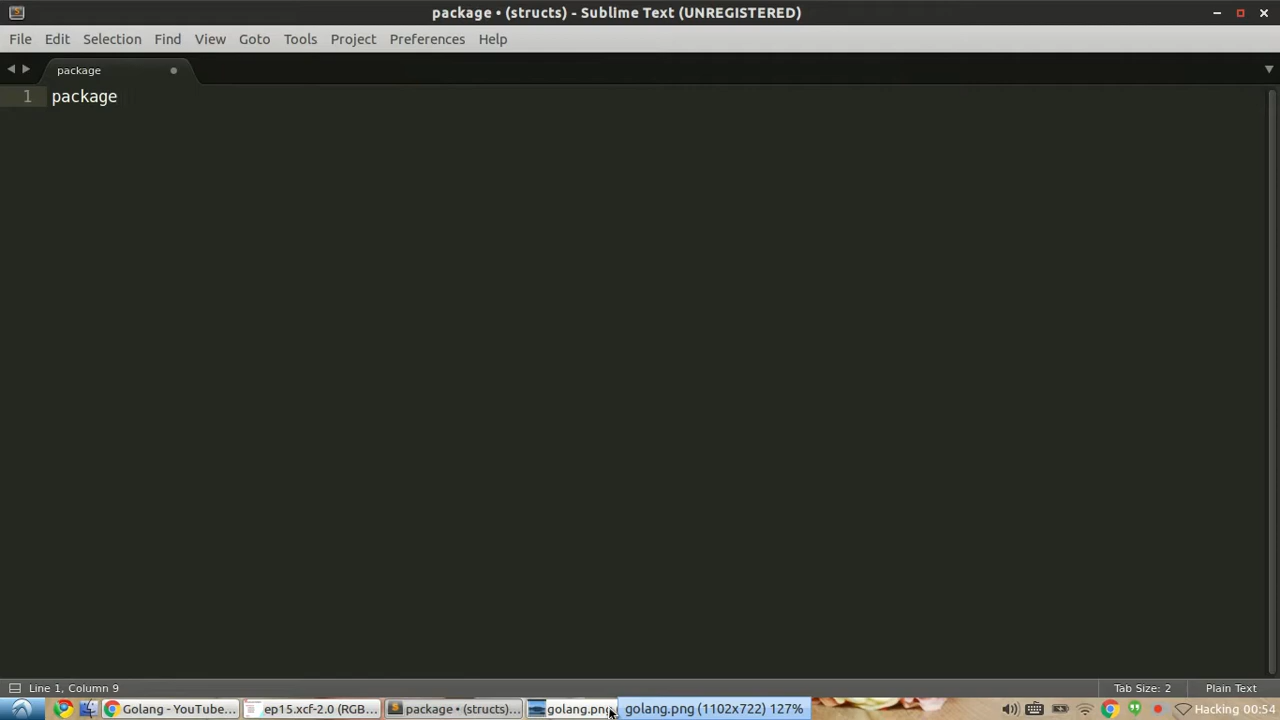 package • (structs) - Sublime Text (UNREGISTERED)
File Edit Selection Find View Goto Tools Project Preferences Help
package
1 package
Line 1, Column 9 Tab Size: 2 Plain Text
Golang - YouTube... ep15.xcf-2.0 (RGB... package • (structs)... golang.png golang.png (1102x722) 127% Hacking 00:54